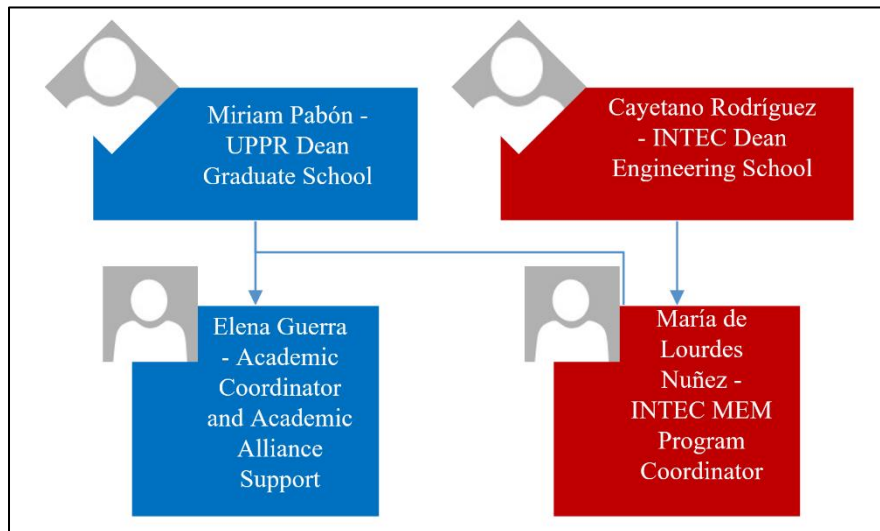 Miriam Pabón -
UPPR Dean
Graduate School
Cayetano Rodríguez
- INTEC Dean
Engineering School
Elena Guerra
- Academic
Coordinator
and Academic
Alliance
Support
María de
Lourdes
Nuñez -
INTEC MEM
Program
Coordinator